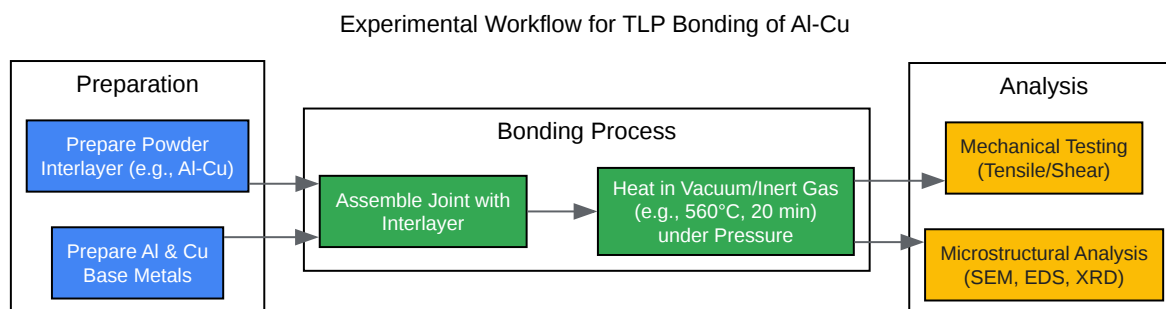 Experimental Workflow for TLP Bonding of Al-Cu
Preparation
Prepare Powder
Interlayer (e.g., Al-Cu)
Prepare Al & Cu
Base Metals
Bonding Process
Assemble Joint with
Interlayer
Heat in Vacuum/Inert Gas
(e.g., 560°C, 20 min)
under Pressure
Analysis
Mechanical Testing
(Tensile/Shear)
Microstructural Analysis
(SEM, EDS, XRD)